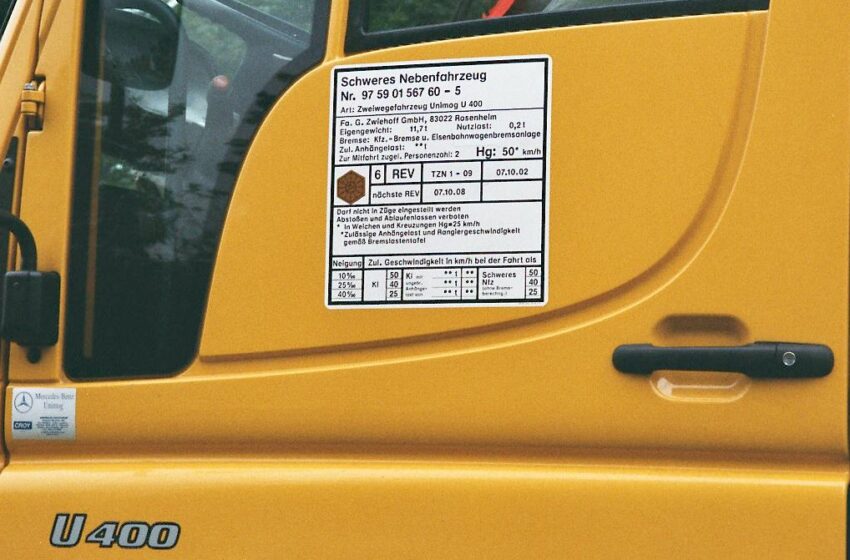 Schweres Nebenfahrzeug
Nr. 97 59 01 567 60 - 5
Art: Zweiwegefahrzeug Unimog U 400
Fa. G. Zwiehoff GmbH, 83022 Rosenheim
Eigengewicht: 11,7 t Nutzlast: 0,2 t
Bremse: Kfz.-Bremse u. Eisenbahnwagenbremsanlage
Zul. Anhängelast: **t
Zur Mitfahrt zugel. Personenzahl: 2 Hg: 50* km/h
6 REV TZN 1 - 09 07.10.02
nächste REV 07.10.08
Darf nicht in Züge eingestellt werden
Abstoßen und Ablaufenlassen verboten
* In Weichen und Kreuzungen Hg=25 km/h
*Zulässige Anhängelast und Rangiergeschwindigkeit
gemäß Bremslastentafel
Neigung Zul. Geschwindigkeit in km/h bei der Fahrt als
10‰ Kl 50 Kl mit **t ** Schweres 50
25‰ 40 ungebr. **t ** Nfz 40
40‰ 25 **t ** 25
Mercedes-Benz
Unimog
CROY
U400